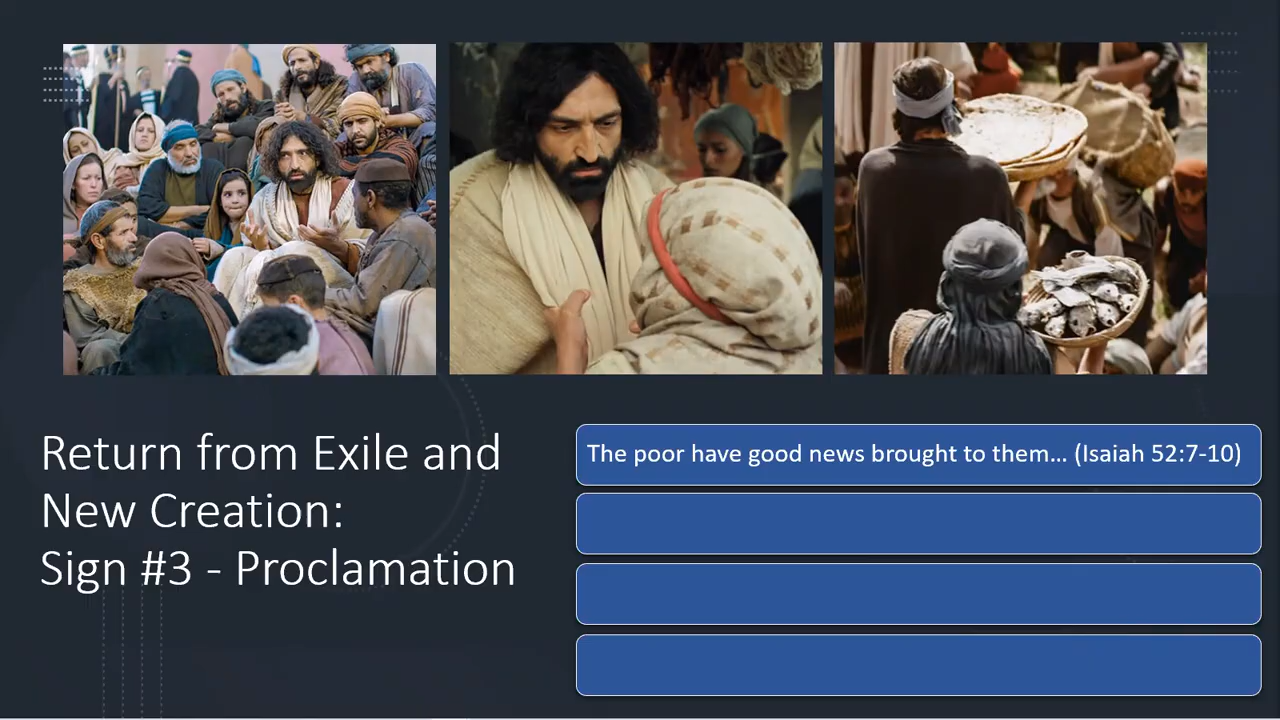 Return from Exile and
New Creation:
Sign #3 - Proclamation
The poor have good news brought to them... (Isaiah 52:7-10)